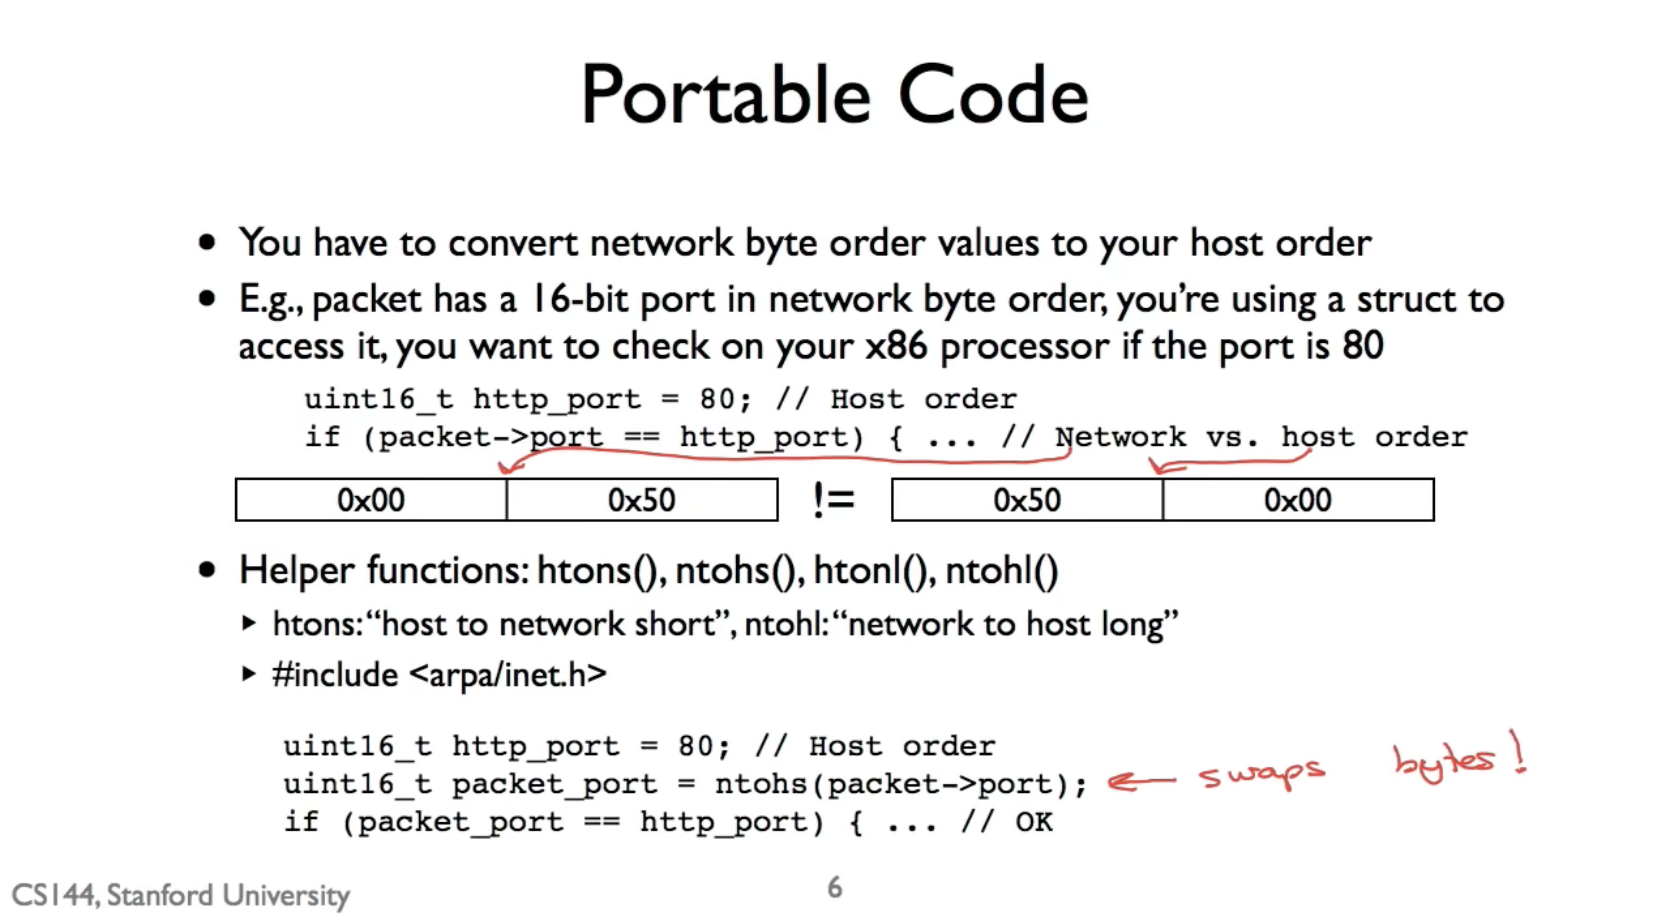 Portable Code
• You have to convert network byte order values to your host order
• E.g., packet has a 16-bit port in network byte order, you're using a struct to
access it, you want to check on your x86 processor if the port is 80
uint16_t http_port = 80; // Host order
if (packet->port == http_port) { ... // Network vs. host order
0x00 0x50 != 0x50 0x00
• Helper functions: htons(), ntohs(), htonl(), ntohl()
▸ htons: “host to network short”, ntohl: “network to host long”
▸ #include <arpa/inet.h>
uint16_t http_port = 80; // Host order
uint16_t packet_port = ntohs(packet->port); ← swaps bytes!
if (packet_port == http_port) { ... // OK
CS144, Stanford University 6